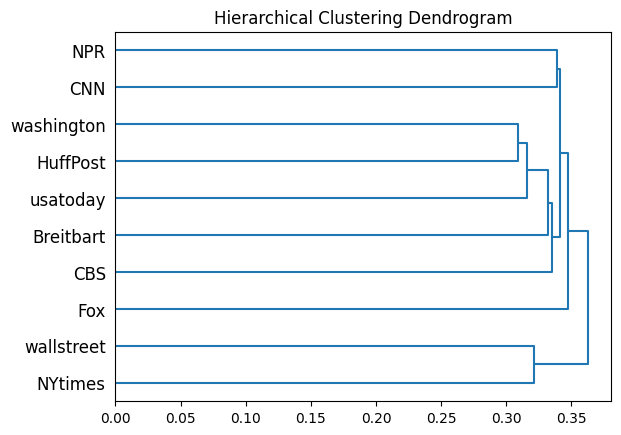 Hierarchical Clustering Dendrogram
NPR
CNN
washington
HuffPost
usatoday
Breitbart
CBS
Fox
wallstreet
NYtimes
0.00 0.05 0.10 0.15 0.20 0.25 0.30 0.35